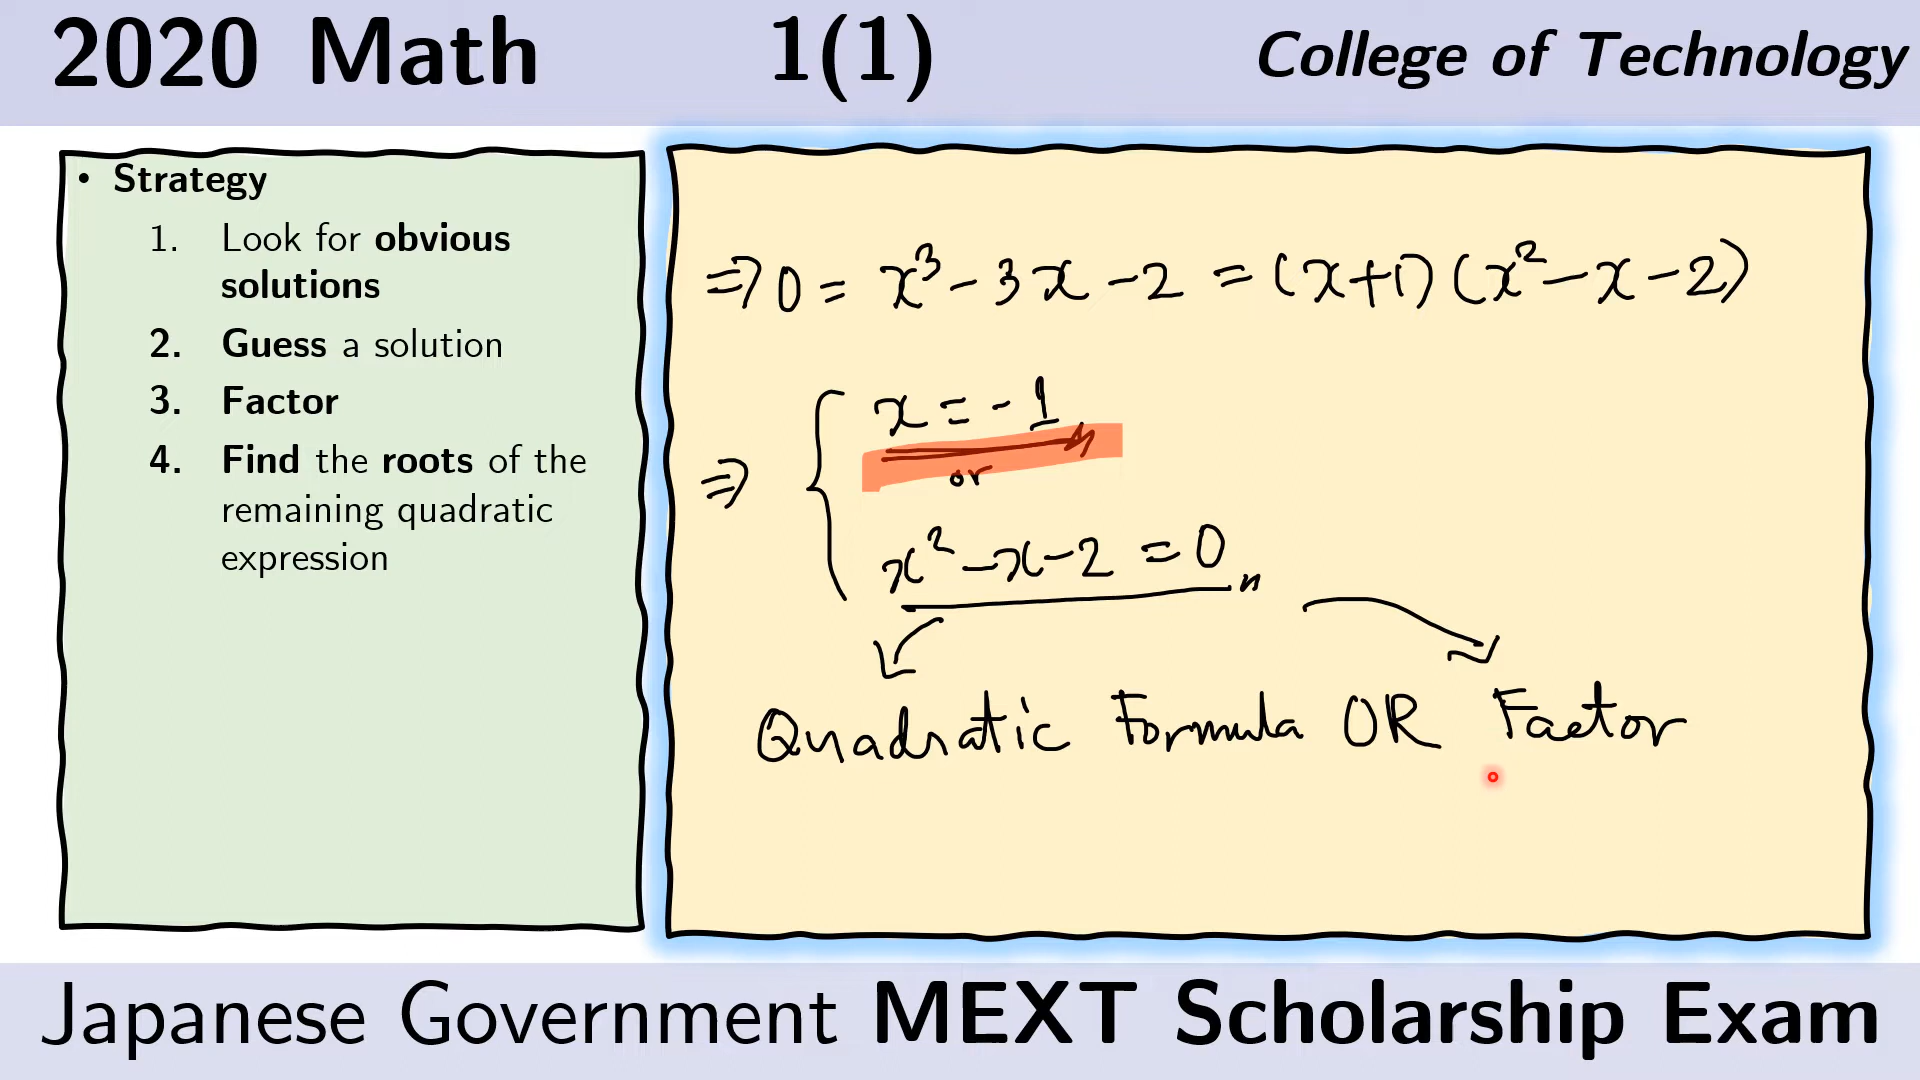 2020 Math 1(1) College of Technology
• Strategy
1. Look for obvious
solutions
2. Guess a solution
3. Factor
4. Find the roots of the
remaining quadratic
expression
⇒ 0 = x³ - 3x - 2 = (x+1)(x² - x - 2)
⇒ { x = -1
or
x² - x - 2 = 0
Quadratic Formula OR Factor
Japanese Government MEXT Scholarship Exam